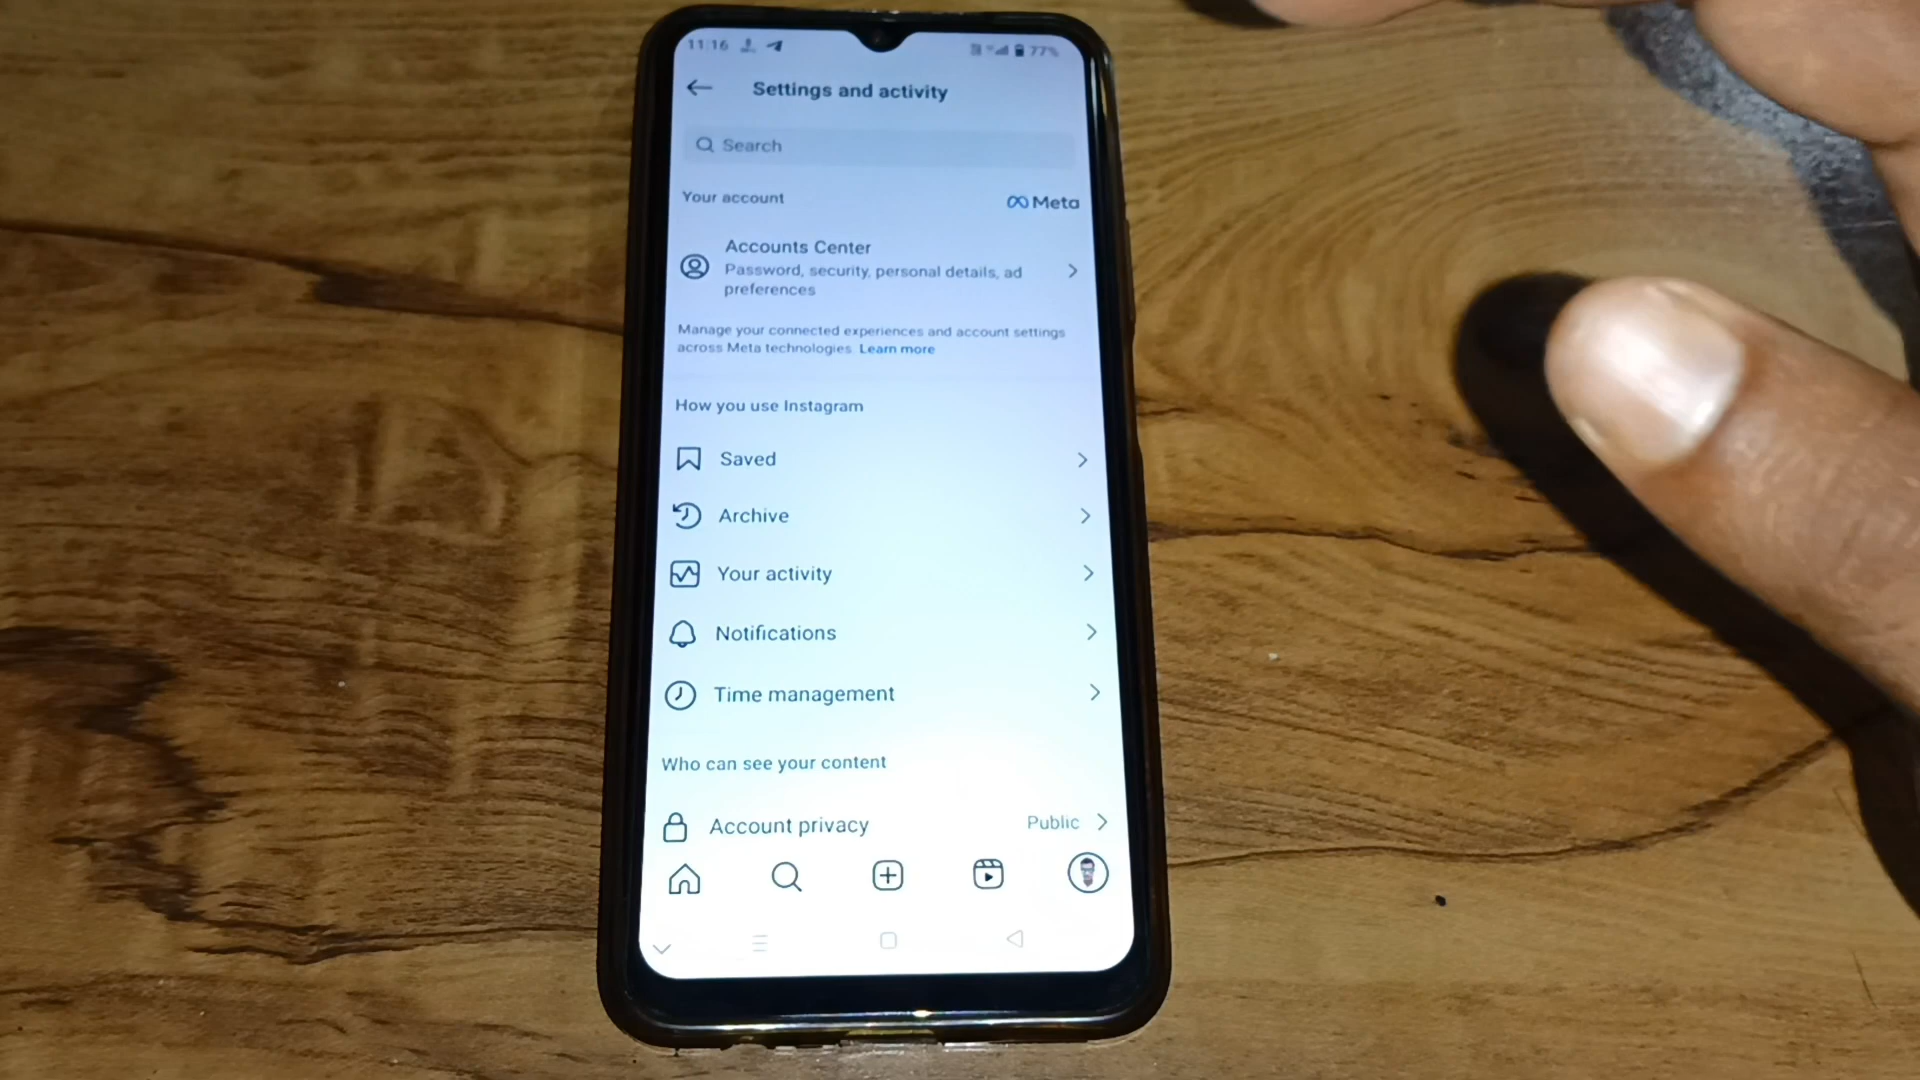 11:16 77%
Settings and activity
Search
Your account Meta
Accounts Center
Password, security, personal details, ad
preferences
Manage your connected experiences and account settings
across Meta technologies. Learn more
How you use Instagram
Saved
Archive
Your activity
Notifications
Time management
Who can see your content
Account privacy Public